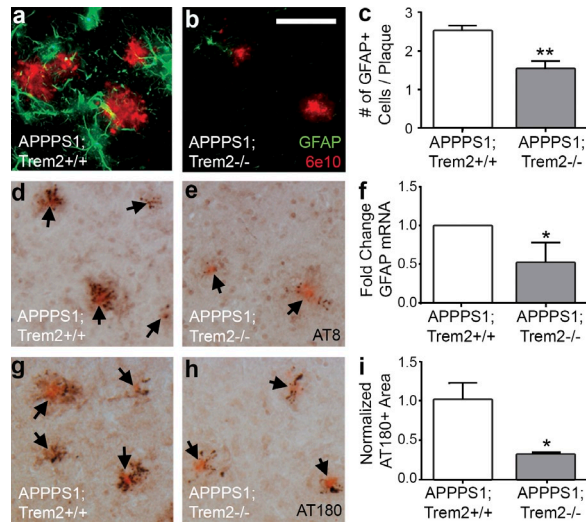 a
APPPS1;
Trem2+/+
b
APPPS1;
Trem2-/-
GFAP
6e10
c
# of GFAP+
Cells / Plaque
3
2
1
0
**
APPPS1;
Trem2+/+
APPPS1;
Trem2-/-
d
APPPS1;
Trem2+/+
e
APPPS1;
Trem2-/-
AT8
f
Fold Change
GFAP mRNA
1.5
1.0
0.5
0.0
*
APPPS1;
Trem2+/+
APPPS1;
Trem2-/-
g
APPPS1;
Trem2+/+
h
APPPS1;
Trem2-/-
AT180
i
Normalized
AT180+ Area
1.5
1.0
0.5
0.0
*
APPPS1;
Trem2+/+
APPPS1;
Trem2-/-